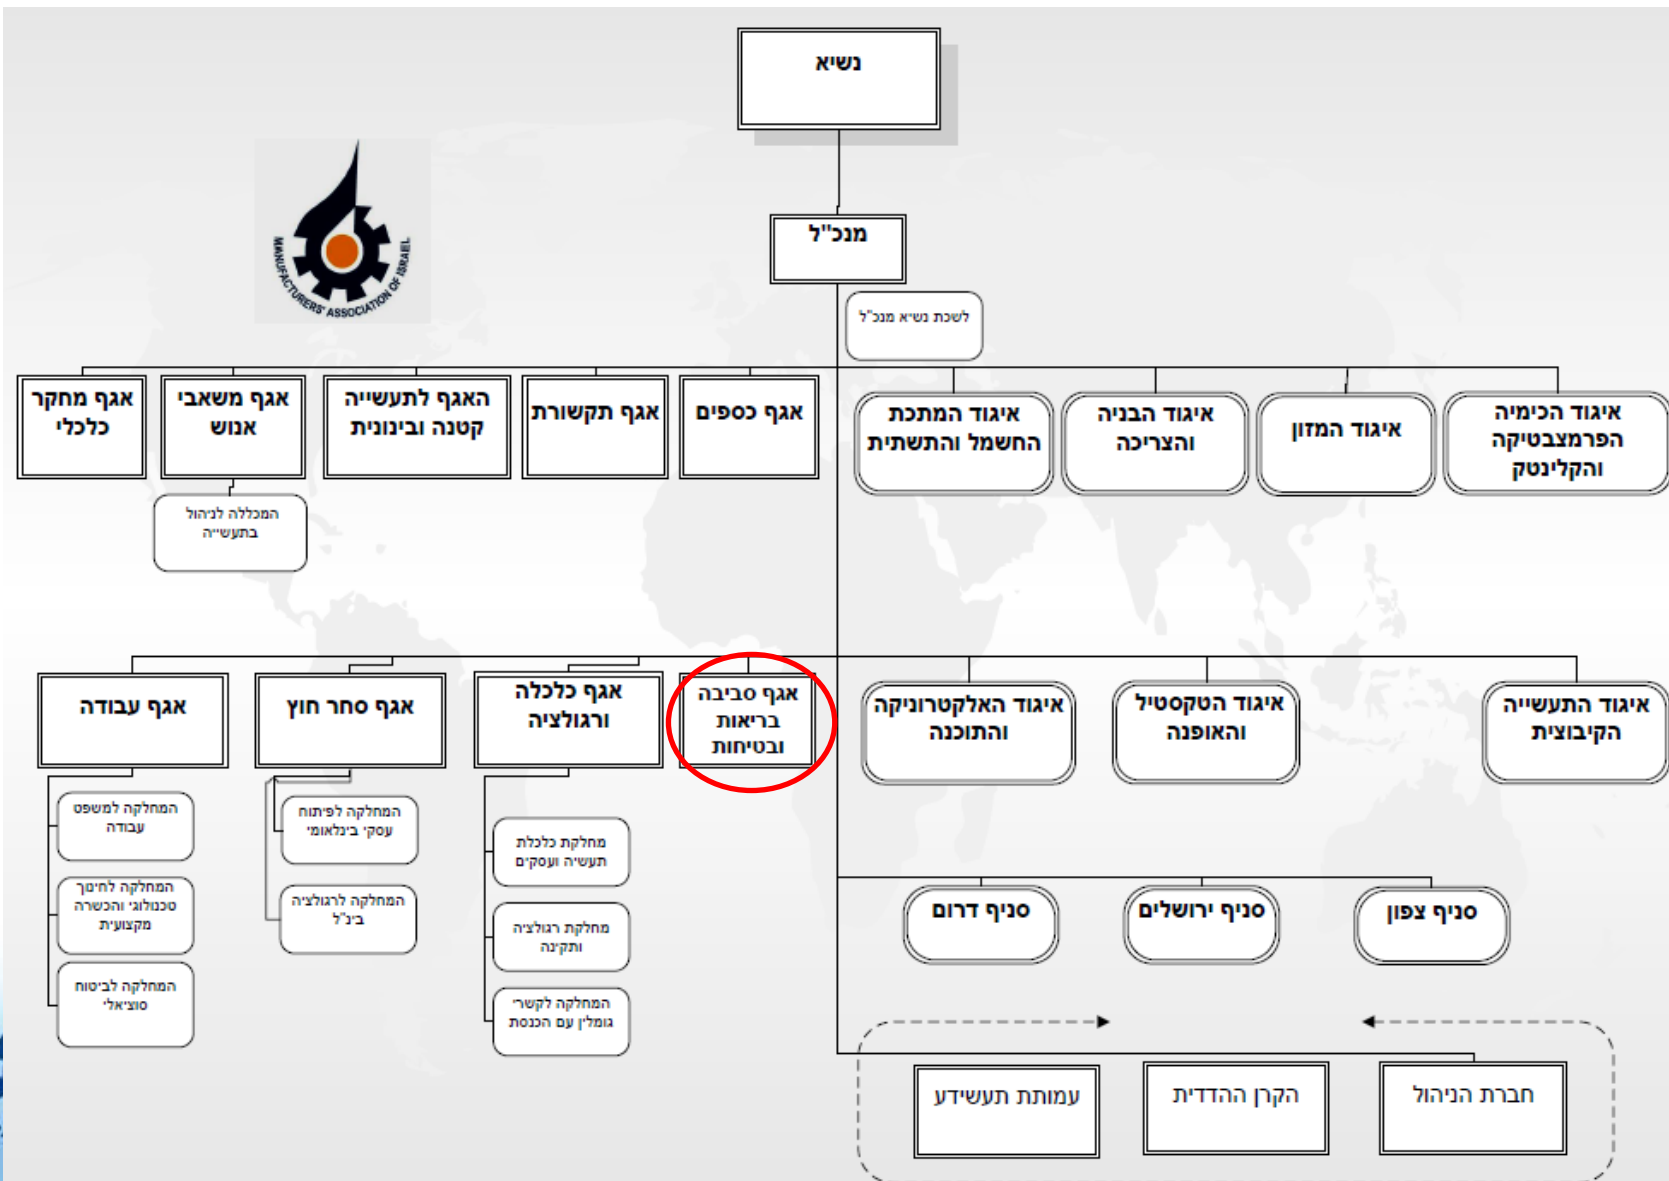 נשיא
MANUFACTURERS' ASSOCIATION OF ISRAEL
מנכ"ל
לשכת נשיא מנכ"ל
איגוד הכימיה
הפרמצבטיקה
והקלינטק
איגוד המזון
איגוד הבניה
והצריכה
איגוד המתכת
החשמל והתשתית
אגף כספים
אגף תקשורת
האגף לתעשייה
קטנה ובינונית
אגף משאבי
אנוש
אגף מחקר
כלכלי
המכללה לניהול
בתעשייה
איגוד התעשייה
הקיבוצית
איגוד הטקסטיל
והאופנה
איגוד האלקטרוניקה
והתוכנה
אגף סביבה
בריאות
ובטיחות
אגף כלכלה
ורגולציה
אגף סחר חוץ
אגף עבודה
מחלקת כלכלת
תעשיה ועסקים
מחלקת רגולציה
ותקינה
המחלקה לקשרי
גומלין עם הכנסת
המחלקה לפיתוח
עסקי בינלאומי
המחלקה לרגולציה
בינ"ל
המחלקה למשפט
עבודה
המחלקה לחינוך
טכנולוגי והכשרה
מקצועית
המחלקה לביטוח
סוציאלי
סניף צפון
סניף ירושלים
סניף דרום
חברת הניהול
הקרן ההדדית
עמותת תעשידע